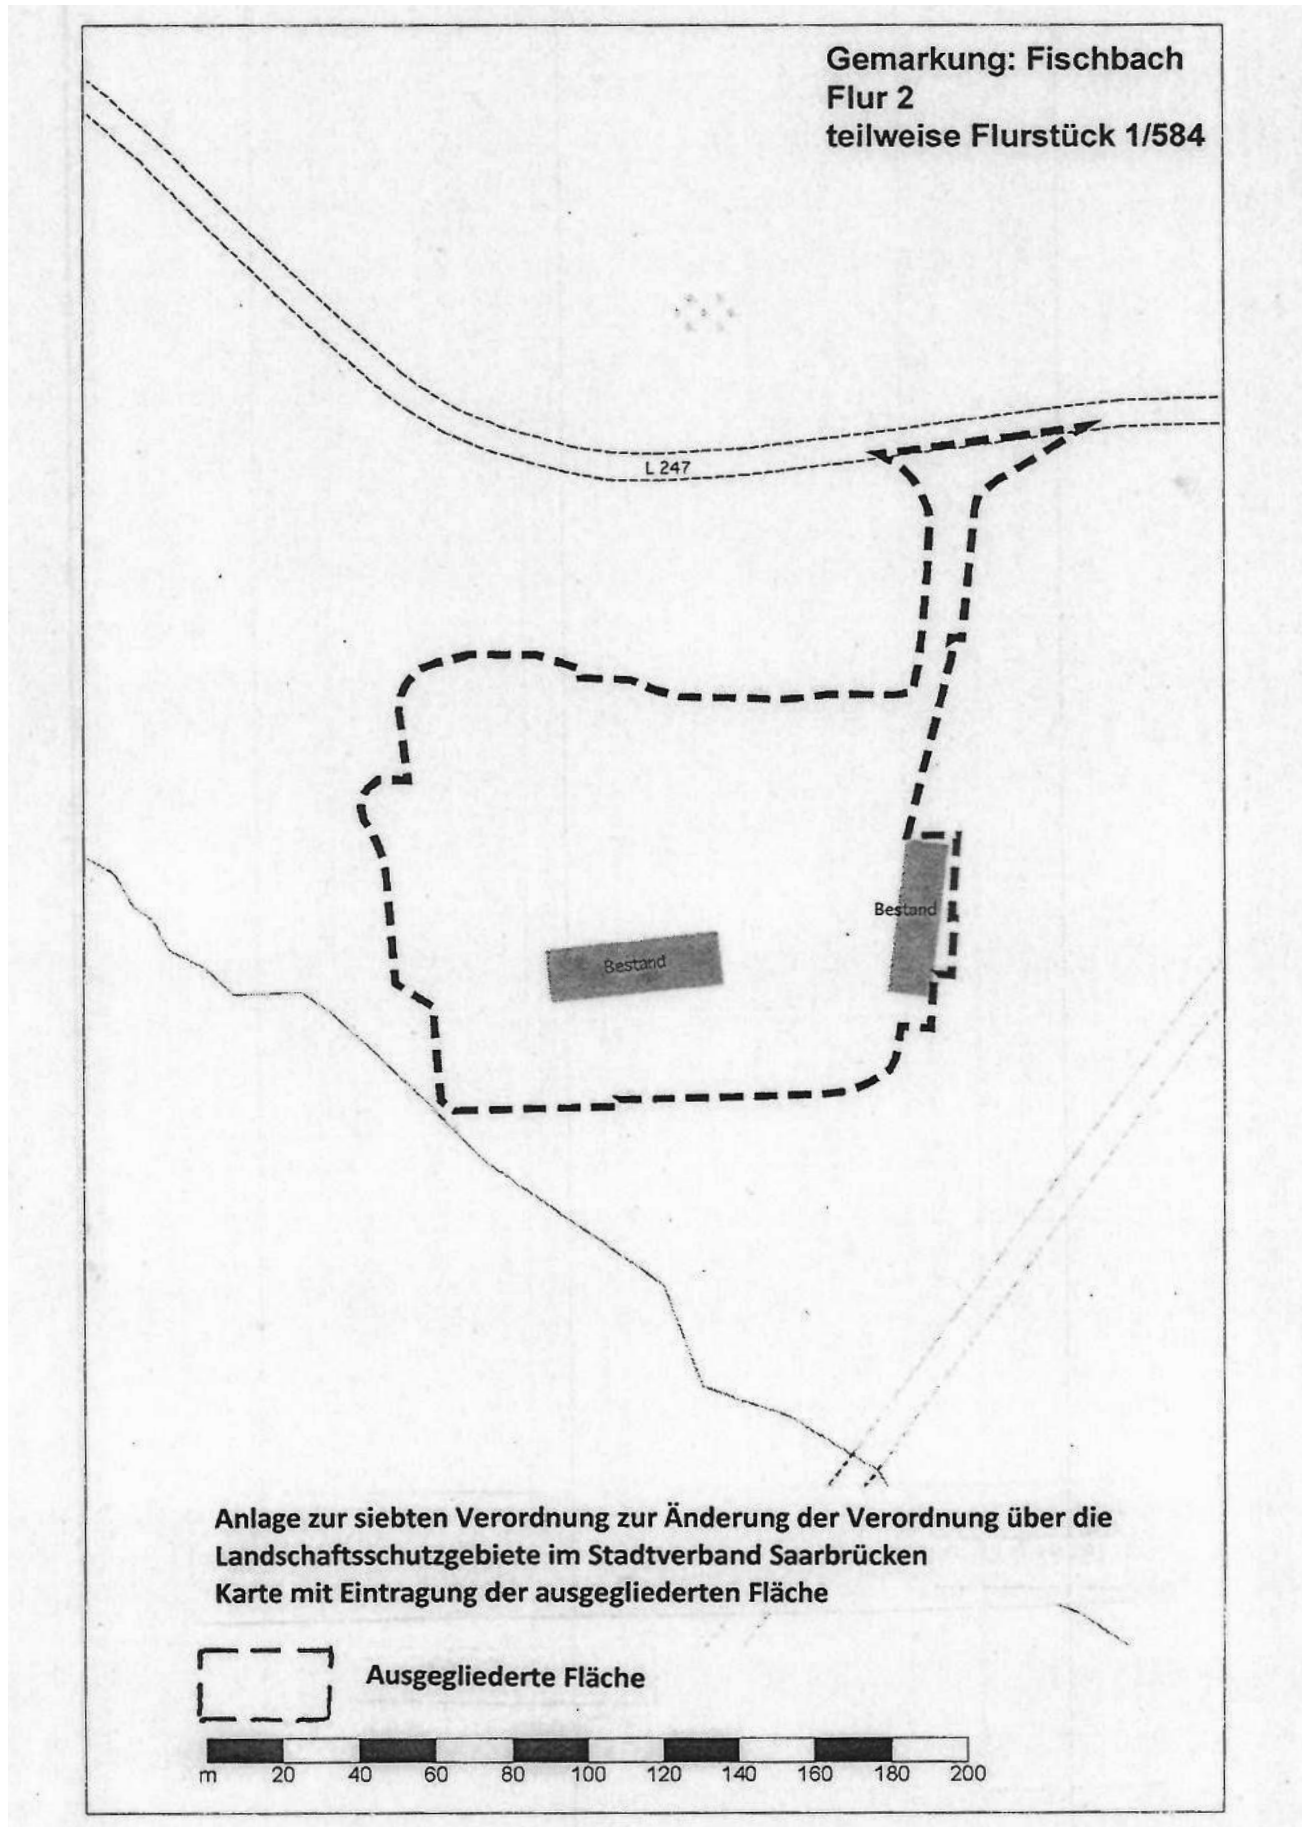 Gemarkung: Fischbach
Flur 2
teilweise Flurstück 1/584
L 247
Bestand
Bestand
Anlage zur siebten Verordnung zur Änderung der Verordnung über die
Landschaftsschutzgebiete im Stadtverband Saarbrücken
Karte mit Eintragung der ausgegliederten Fläche
Ausgegliederte Fläche
m 20 40 60 80 100 120 140 160 180 200